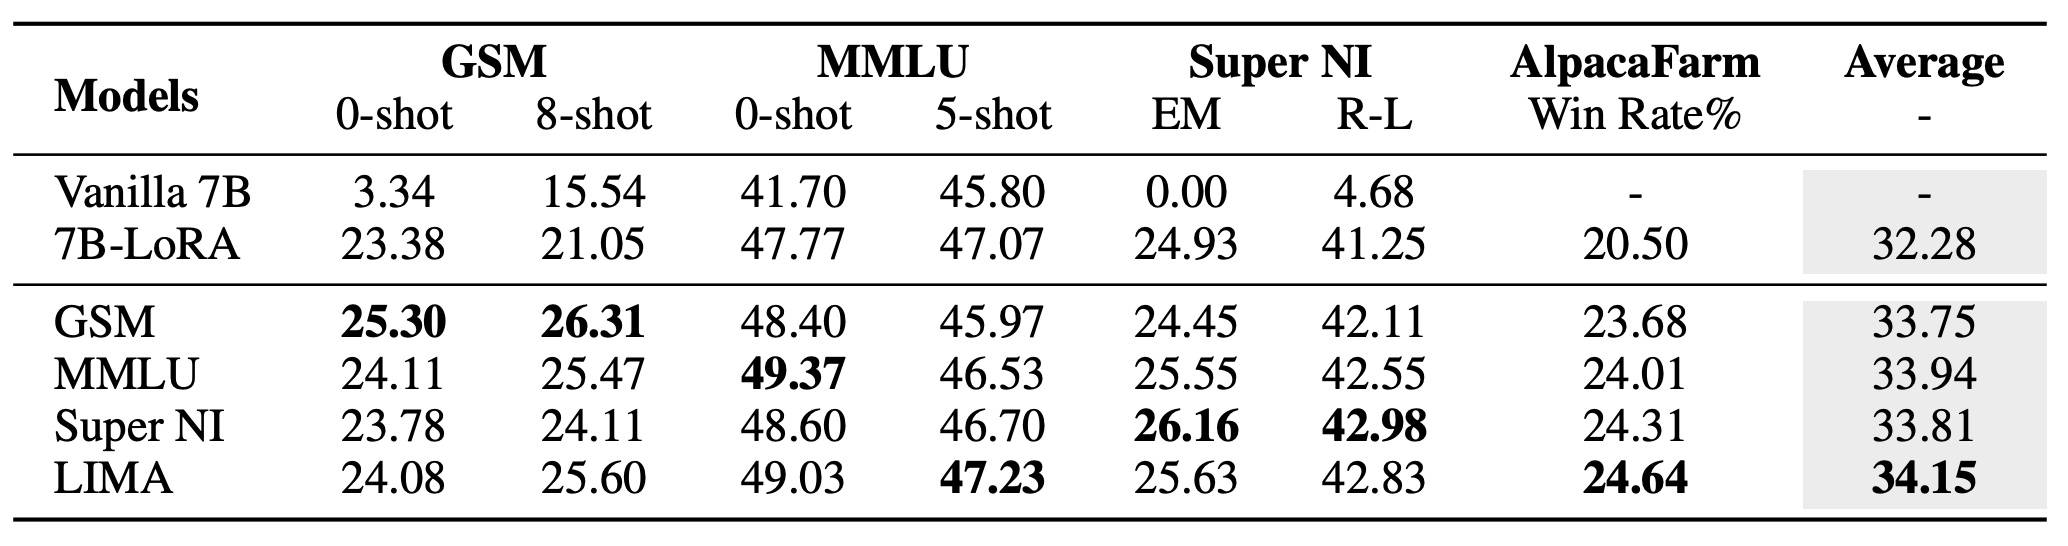 Models GSM MMLU Super NI AlpacaFarm Average
0-shot 8-shot 0-shot 5-shot EM R-L Win Rate% -
Vanilla 7B 3.34 15.54 41.70 45.80 0.00 4.68 - -
7B-LoRA 23.38 21.05 47.77 47.07 24.93 41.25 20.50 32.28
GSM 25.30 26.31 48.40 45.97 24.45 42.11 23.68 33.75
MMLU 24.11 25.47 49.37 46.53 25.55 42.55 24.01 33.94
Super NI 23.78 24.11 48.60 46.70 26.16 42.98 24.31 33.81
LIMA 24.08 25.60 49.03 47.23 25.63 42.83 24.64 34.15